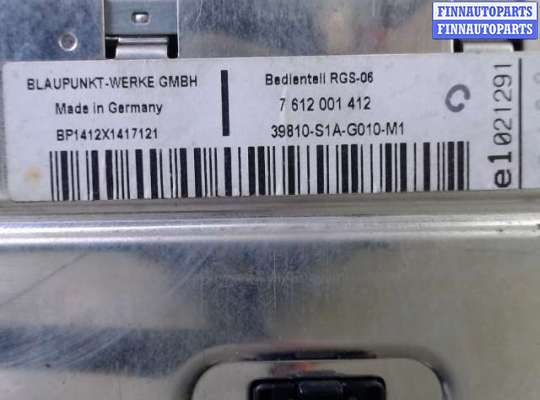 FINNAUTOPARTS
FINNAUTOPARTS
BLAUPUNKT-WERKE GMBH
Made in Germany
BP1412X1417121
Bedienteil RGS-06
7 612 001 412
39810-S1A-G010-M1
e1 021291